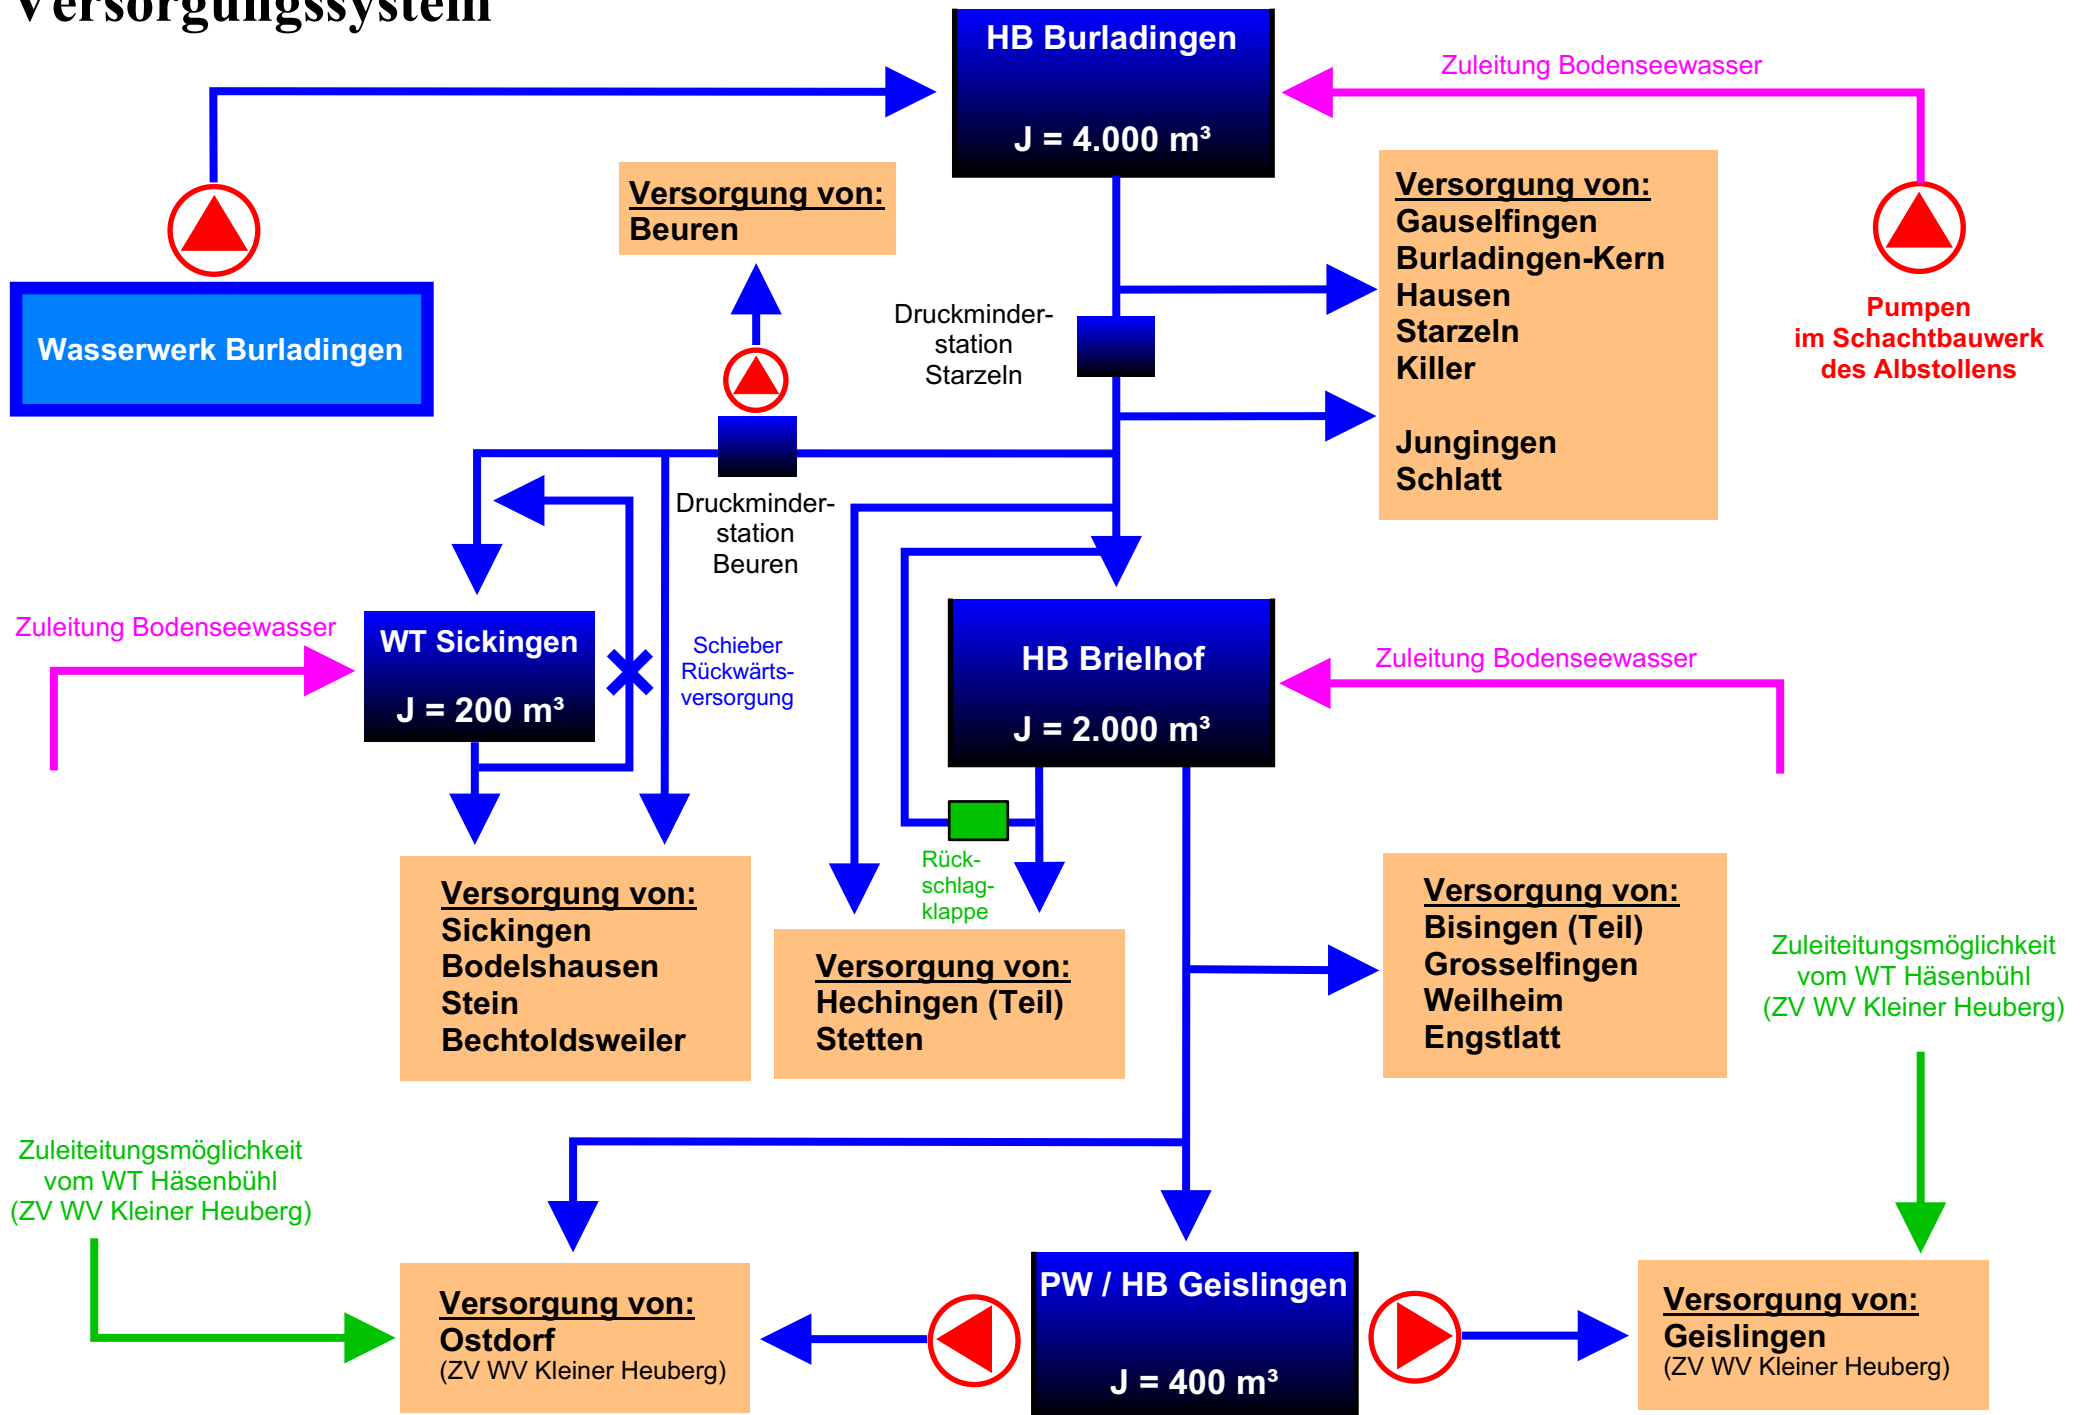 Versorgungssystem
HB Burladingen
J = 4.000 m³
Zuleitung Bodenseewasser
Versorgung von:
Beuren
Versorgung von:
Gauselfingen
Burladingen-Kern
Hausen
Starzeln
Killer
Jungingen
Schlatt
Pumpen
im Schachtbauwerk
des Albstollens
Wasserwerk Burladingen
Druckminder-
station
Starzeln
Druckminder-
station
Beuren
Zuleitung Bodenseewasser
WT Sickingen
J = 200 m³
Schieber
Rückwärts-
versorgung
HB Brielhof
J = 2.000 m³
Zuleitung Bodenseewasser
Rück-
schlag-
klappe
Versorgung von:
Sickingen
Bodelshausen
Stein
Bechtoldsweiler
Versorgung von:
Hechingen (Teil)
Stetten
Versorgung von:
Bisingen (Teil)
Grosselfingen
Weilheim
Engstlatt
Zuleiteitungsmöglichkeit
vom WT Häsenbühl
(ZV WV Kleiner Heuberg)
Zuleiteitungsmöglichkeit
vom WT Häsenbühl
(ZV WV Kleiner Heuberg)
Versorgung von:
Ostdorf
(ZV WV Kleiner Heuberg)
PW / HB Geislingen
J = 400 m³
Versorgung von:
Geislingen
(ZV WV Kleiner Heuberg)